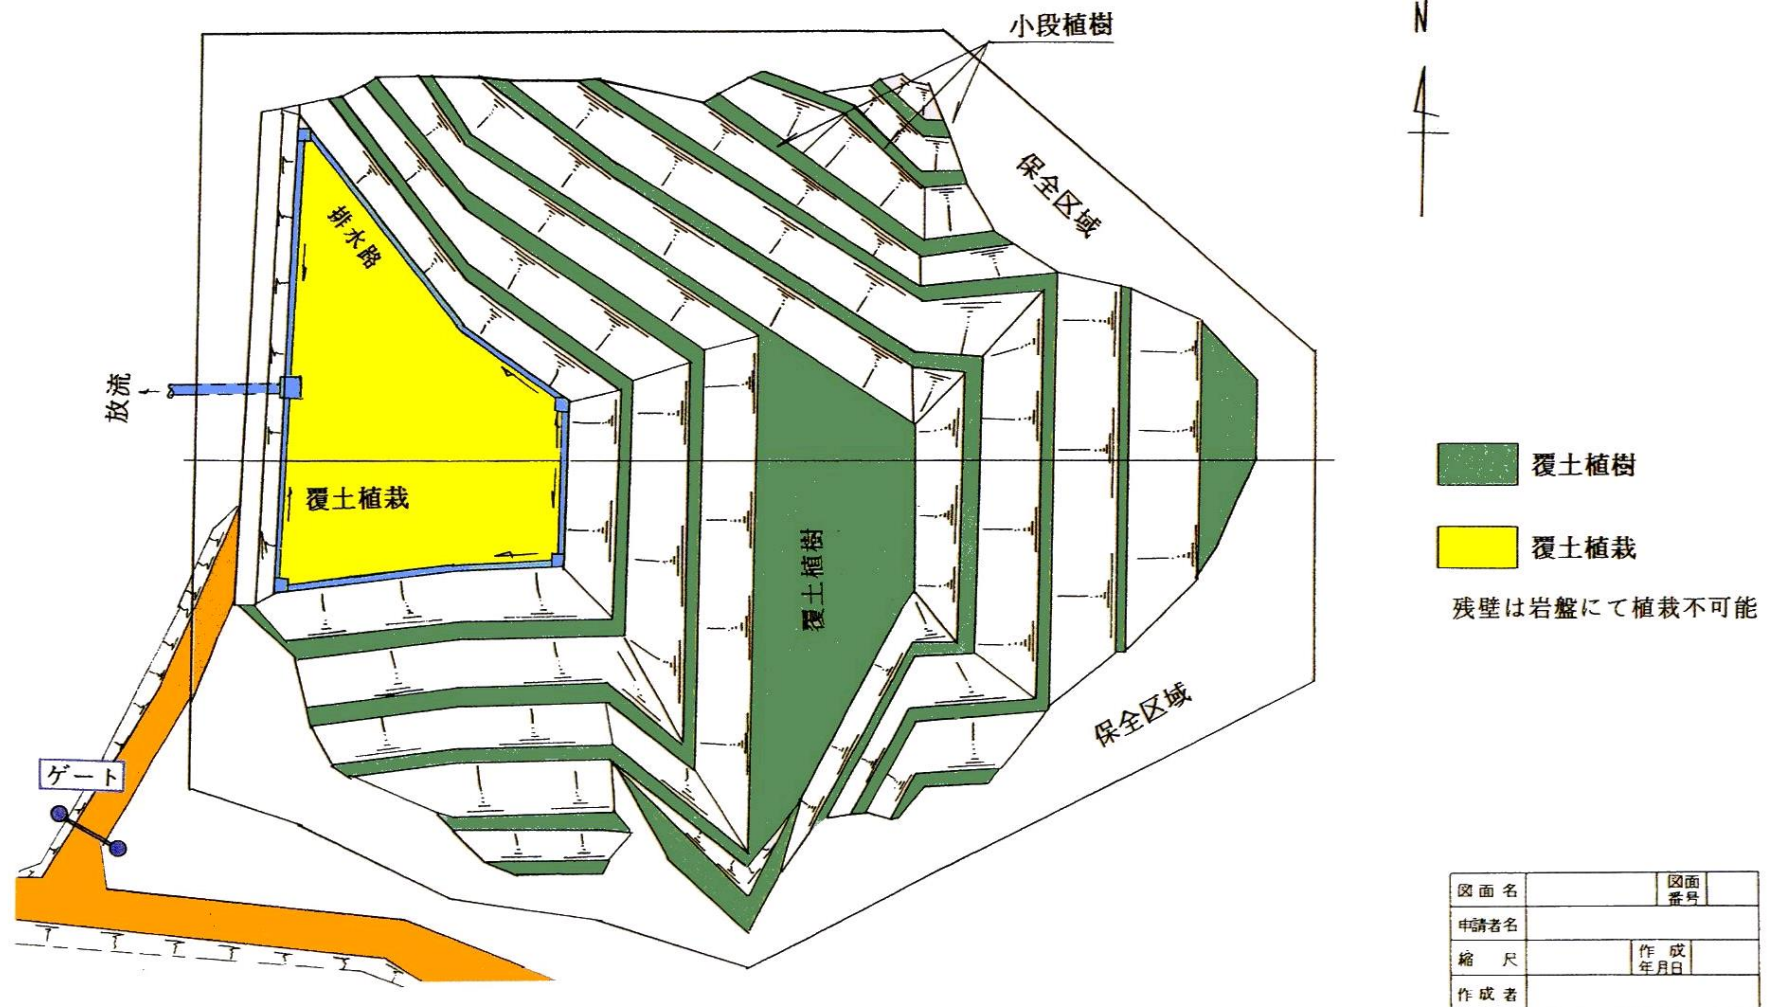 小段植樹
N
保全区域
排水路
放流
覆土植栽
覆土植樹
保全区域
ゲート
覆土植樹
覆土植栽
残壁は岩盤にて植栽不可能
図面名
図面番号
申請者名
縮尺
作成年月日
作成者